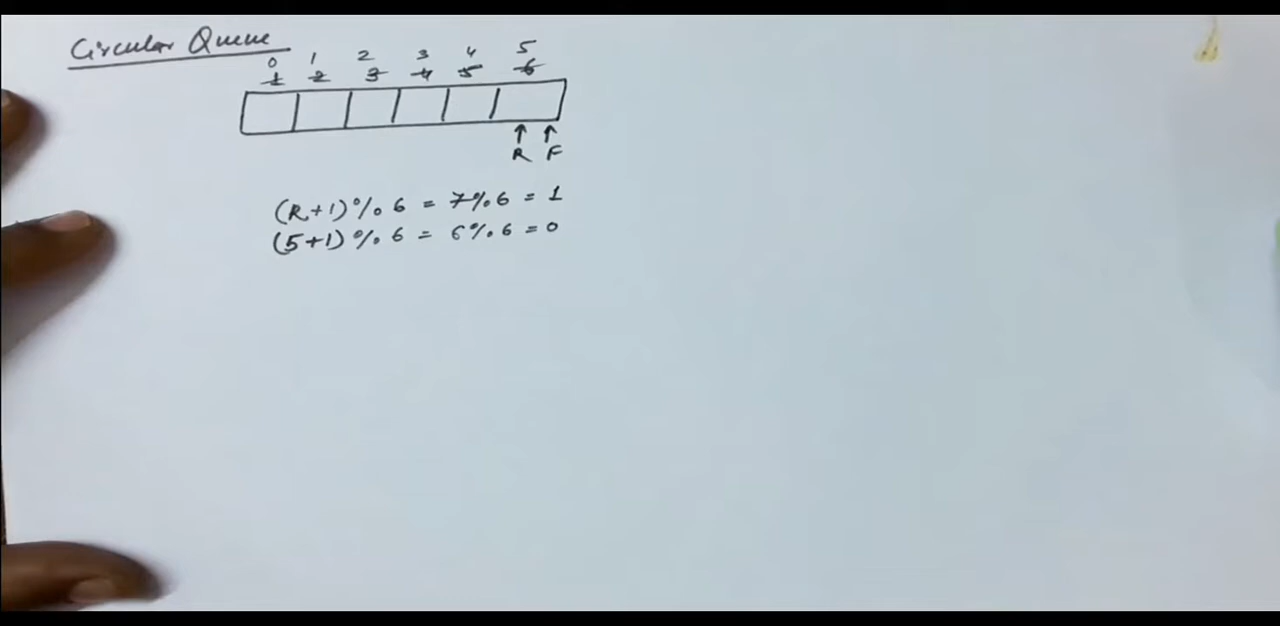 Circular Queue
0 1 2 3 4 5
1 2 3 4 5 6
R F
(R+1)% 6 = 7%6 = 1
(5+1)% 6 = 6%6 = 0